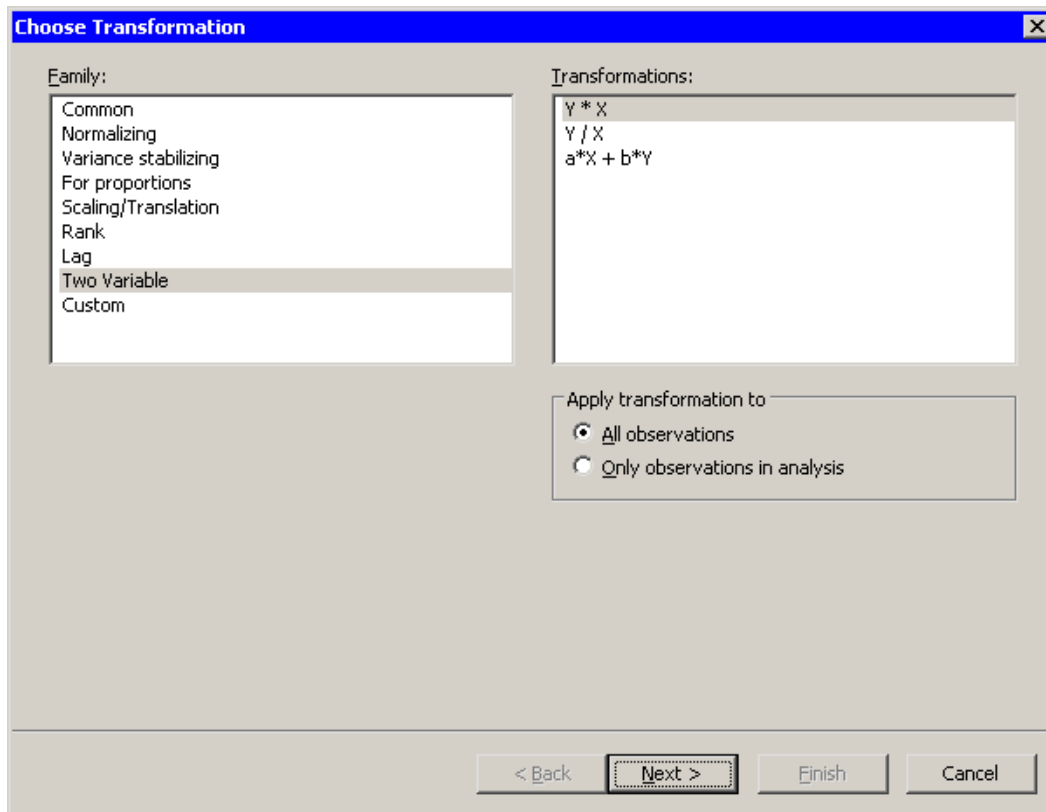 Choose Transformation
Family:
Common
Normalizing
Variance stabilizing
For proportions
Scaling/Translation
Rank
Lag
Two Variable
Custom
Transformations:
Y * X
Y / X
a*X + b*Y
Apply transformation to
All observations
Only observations in analysis
< Back
Next >
Finish
Cancel